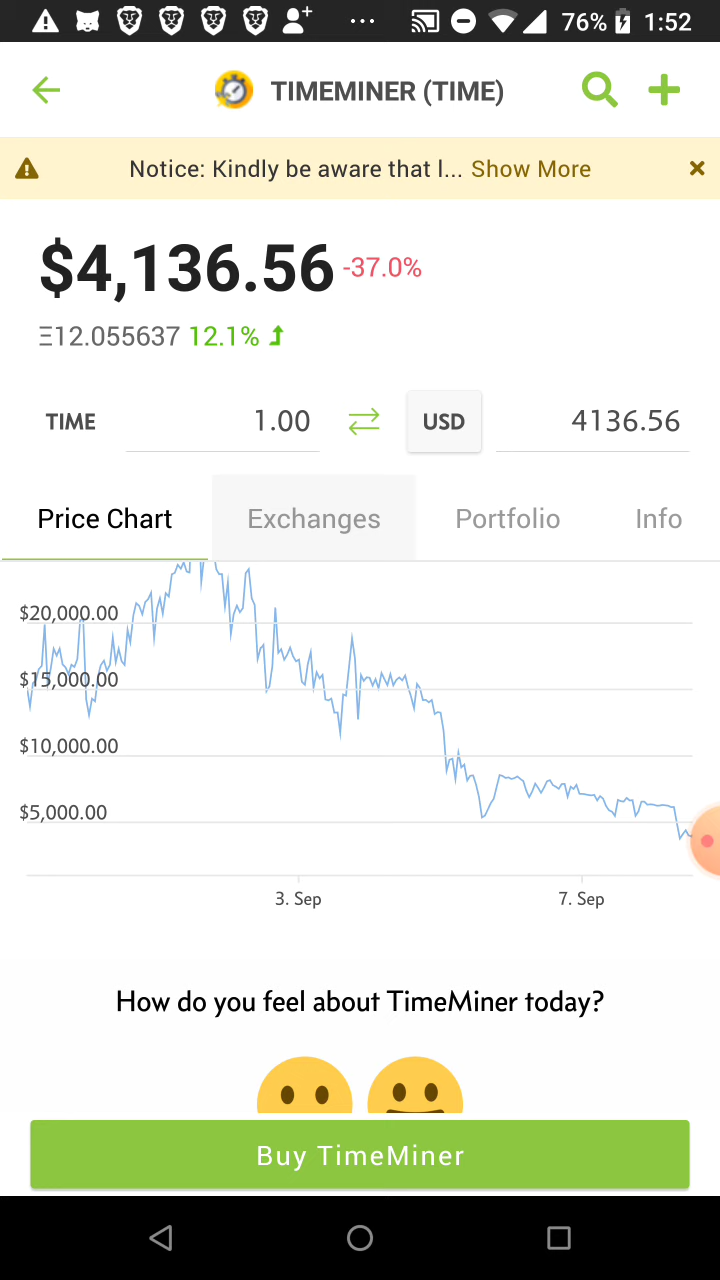 76% 1:52
TIMEMINER (TIME)
Notice: Kindly be aware that l... Show More
$4,136.56 -37.0%
Ξ12.055637 12.1%
TIME 1.00 USD 4136.56
Price Chart Exchanges Portfolio Info
$20,000.00
$15,000.00
$10,000.00
$5,000.00
3. Sep 7. Sep
How do you feel about TimeMiner today?
Buy TimeMiner